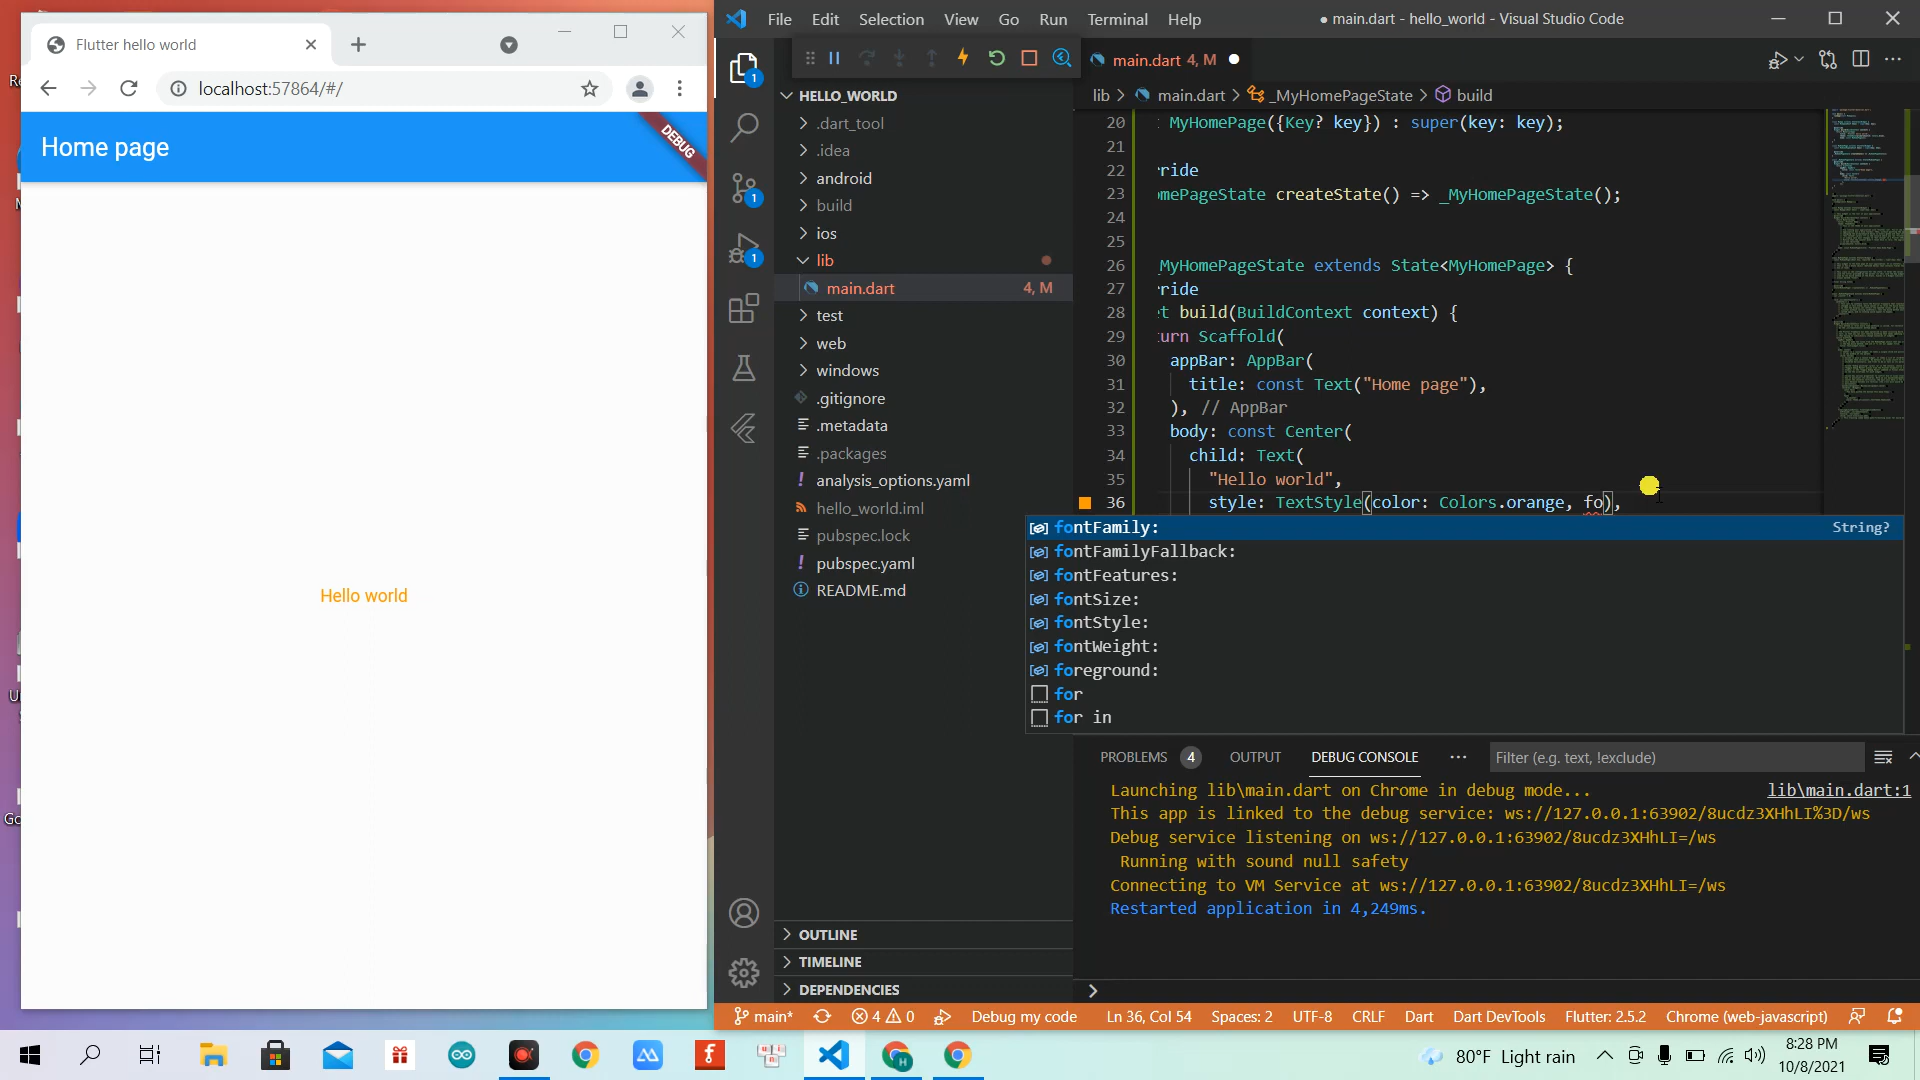 Flutter hello world
localhost:57864/#/
Home page
DEBUG
Hello world
File Edit Selection View Go Run Terminal Help
● main.dart - hello_world - Visual Studio Code
main.dart 4, M
lib > main.dart > _MyHomePageState > build
HELLO_WORLD
.dart_tool
.idea
android
build
ios
lib
main.dart 4, M
test
web
windows
.gitignore
.metadata
.packages
analysis_options.yaml
hello_world.iml
pubspec.lock
pubspec.yaml
README.md
OUTLINE
TIMELINE
DEPENDENCIES
1
1
1
20 MyHomePage({Key? key}) : super(key: key);
21
22 ride
23 omePageState createState() => _MyHomePageState();
24
25
26 _MyHomePageState extends State<MyHomePage> {
27 ride
28 t build(BuildContext context) {
29 urn Scaffold(
30 appBar: AppBar(
31 title: const Text("Home page"),
32 ), // AppBar
33 body: const Center(
34 child: Text(
35 "Hello world",
36 style: TextStyle(color: Colors.orange, fo),
fontFamily: String?
fontFamilyFallback:
fontFeatures:
fontSize:
fontStyle:
fontWeight:
foreground:
for
for in
PROBLEMS 4 OUTPUT DEBUG CONSOLE ··· Filter (e.g. text, !exclude)
Launching lib\main.dart on Chrome in debug mode... lib\main.dart:1
This app is linked to the debug service: ws://127.0.0.1:63902/8ucdz3XHhLI%3D/ws
Debug service listening on ws://127.0.0.1:63902/8ucdz3XHhLI=/ws
Running with sound null safety
Connecting to VM Service at ws://127.0.0.1:63902/8ucdz3XHhLI=/ws
Restarted application in 4,249ms.
main* 4 0 Debug my code Ln 36, Col 54 Spaces: 2 UTF-8 CRLF Dart Dart DevTools Flutter: 2.5.2 Chrome (web-javascript)
80°F Light rain
8:28 PM
10/8/2021